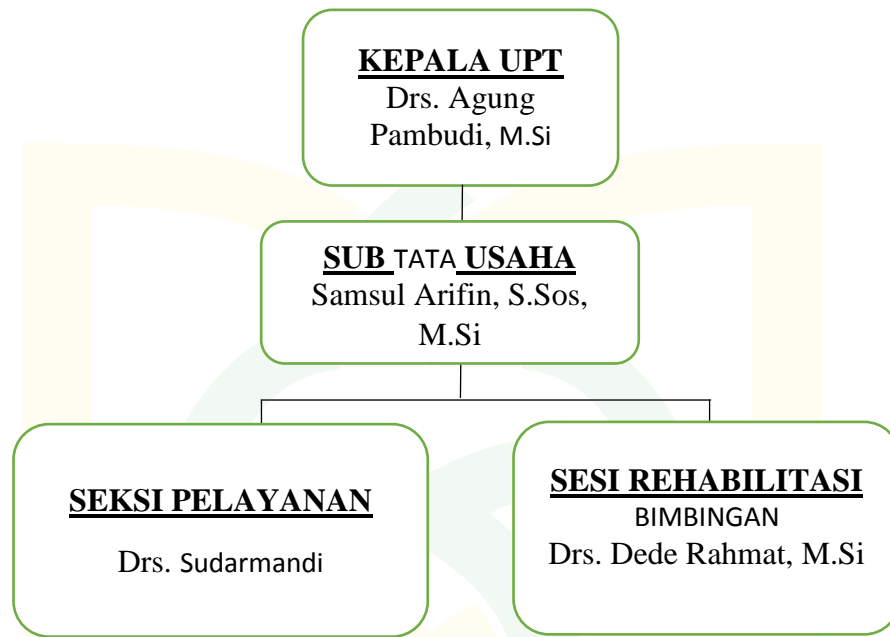 KEPALA UPT
Drs. Agung
Pambudi, M.Si
SUB TATA USAHA
Samsul Arifin, S.Sos,
M.Si
SEKSI PELAYANAN
Drs. Sudarmandi
SESI REHABILITASI
BIMBINGAN
Drs. Dede Rahmat, M.Si